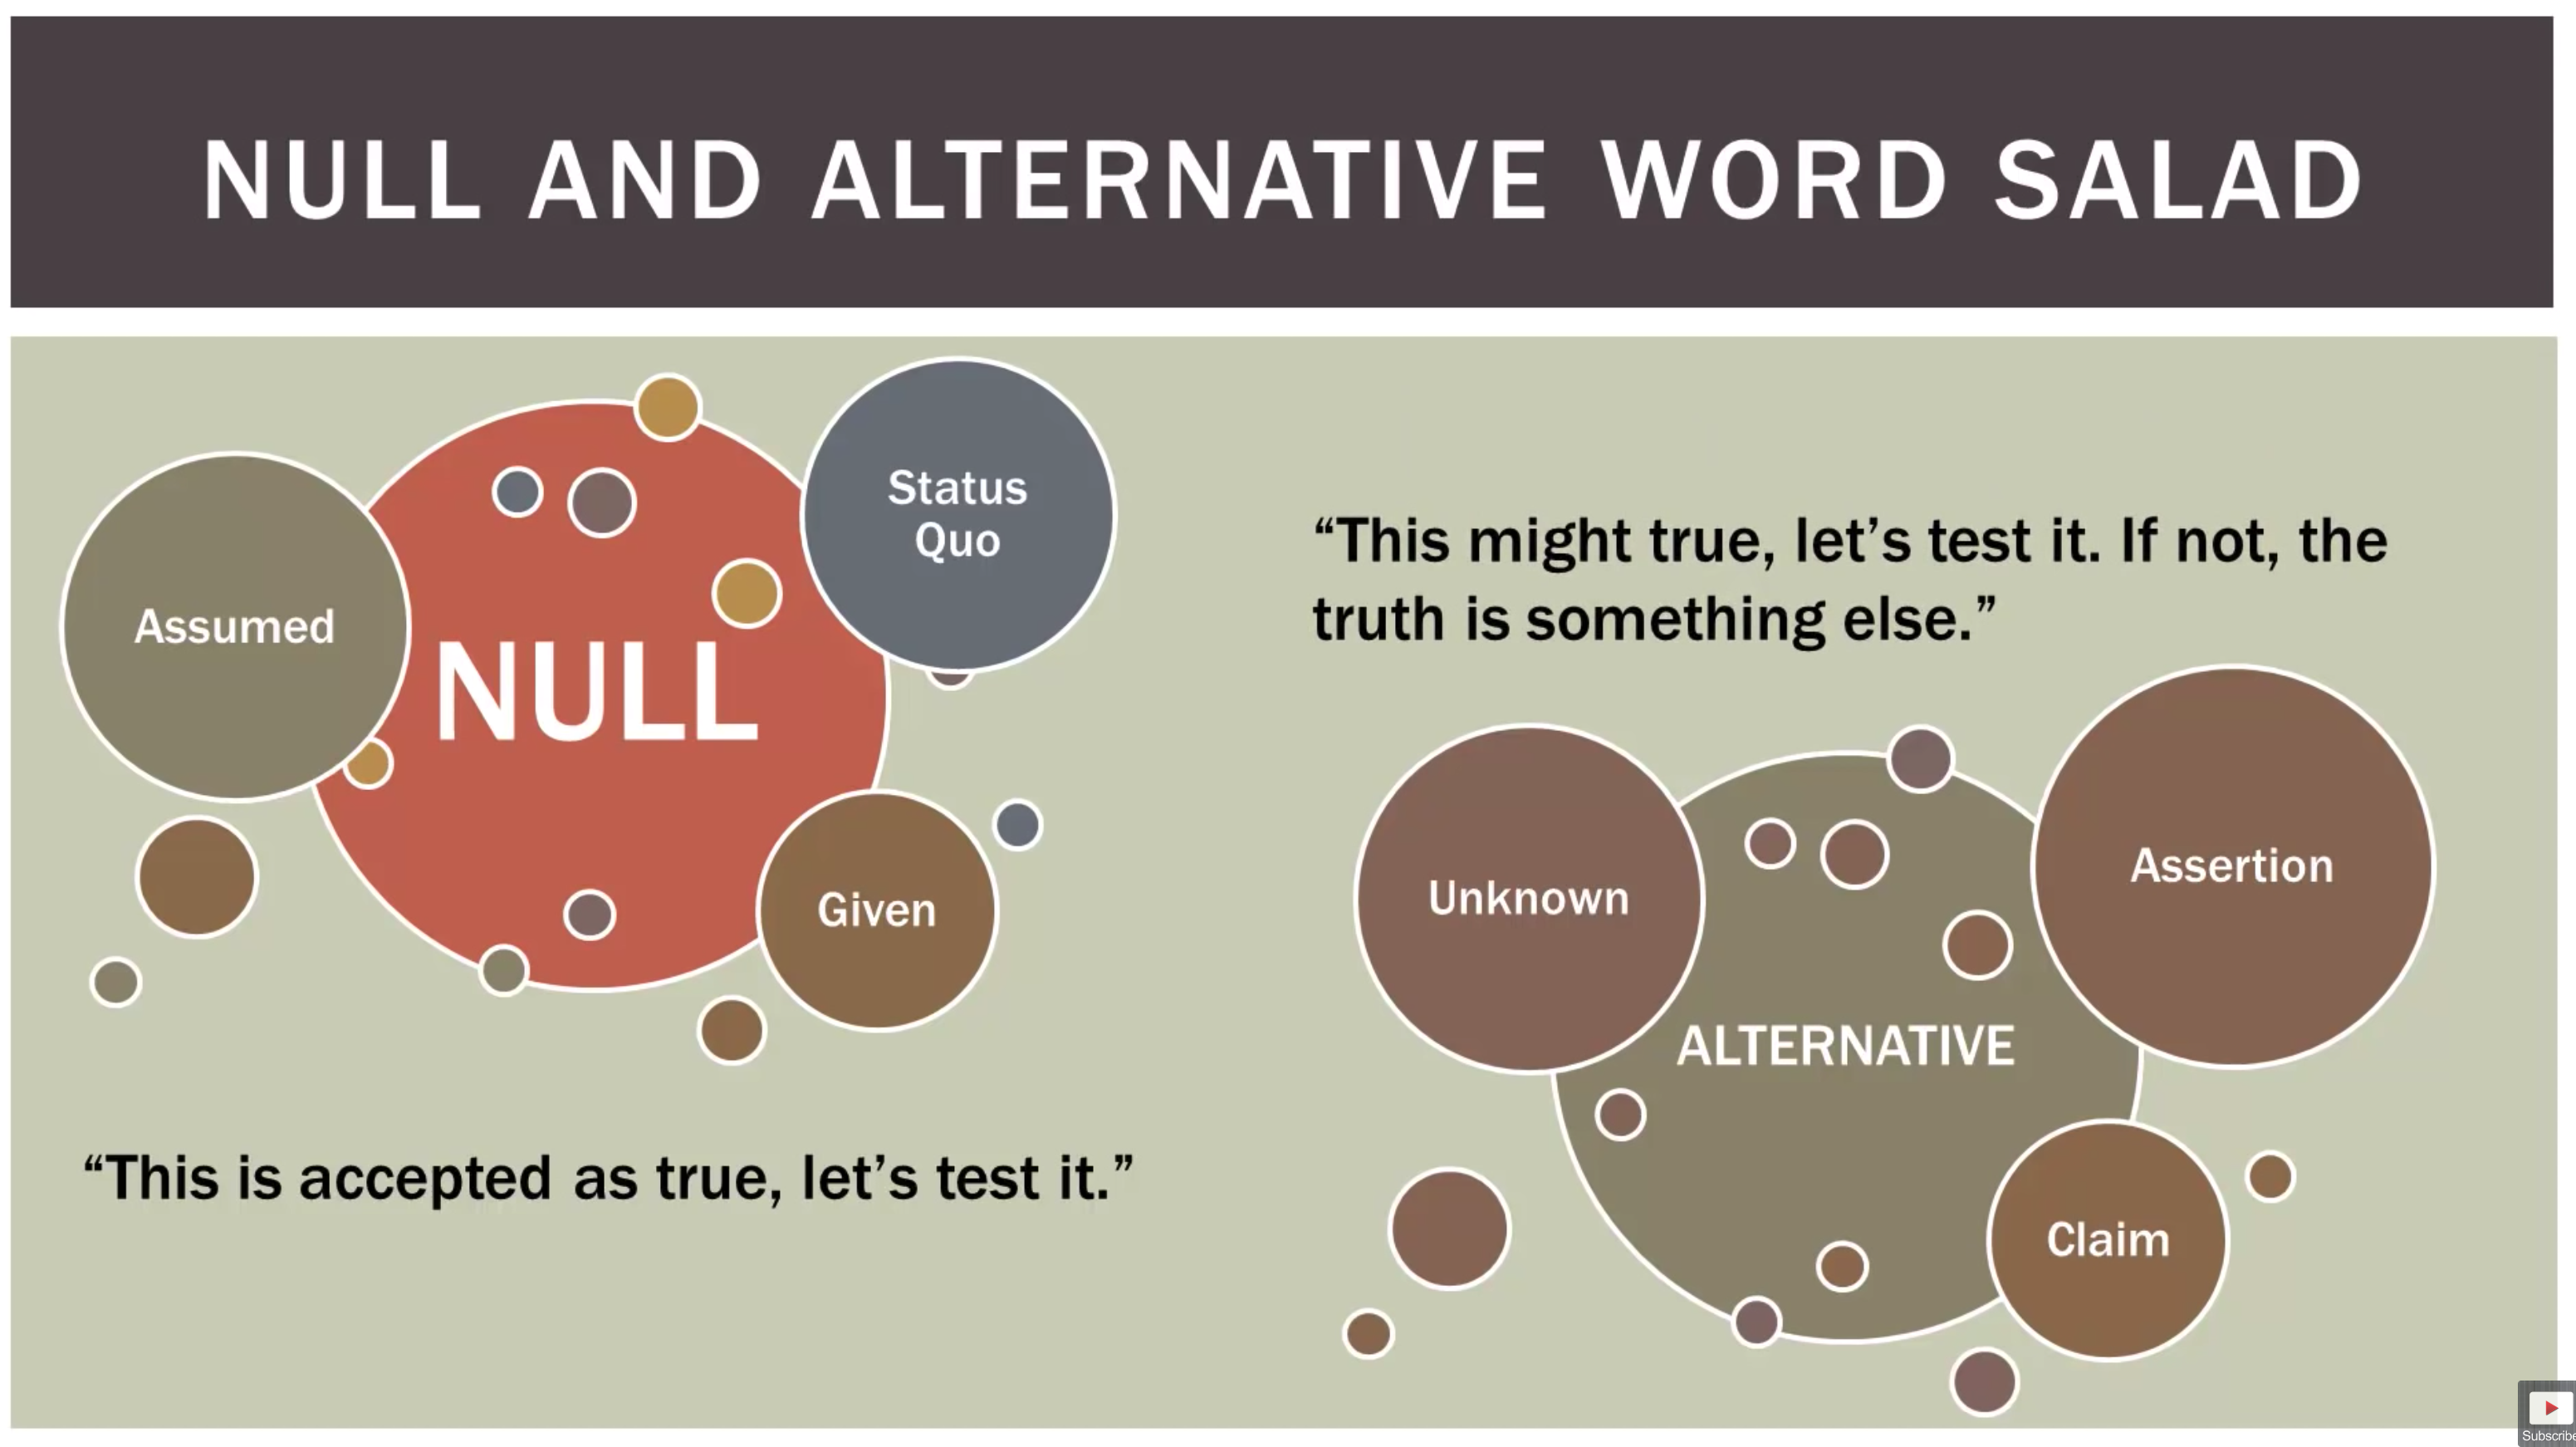 NULL AND ALTERNATIVE WORD SALAD
Status
Quo
Assumed
NULL
Given
“This is accepted as true, let’s test it.”
“This might true, let’s test it. If not, the
truth is something else.”
Unknown
Assertion
ALTERNATIVE
Claim
Subscribe